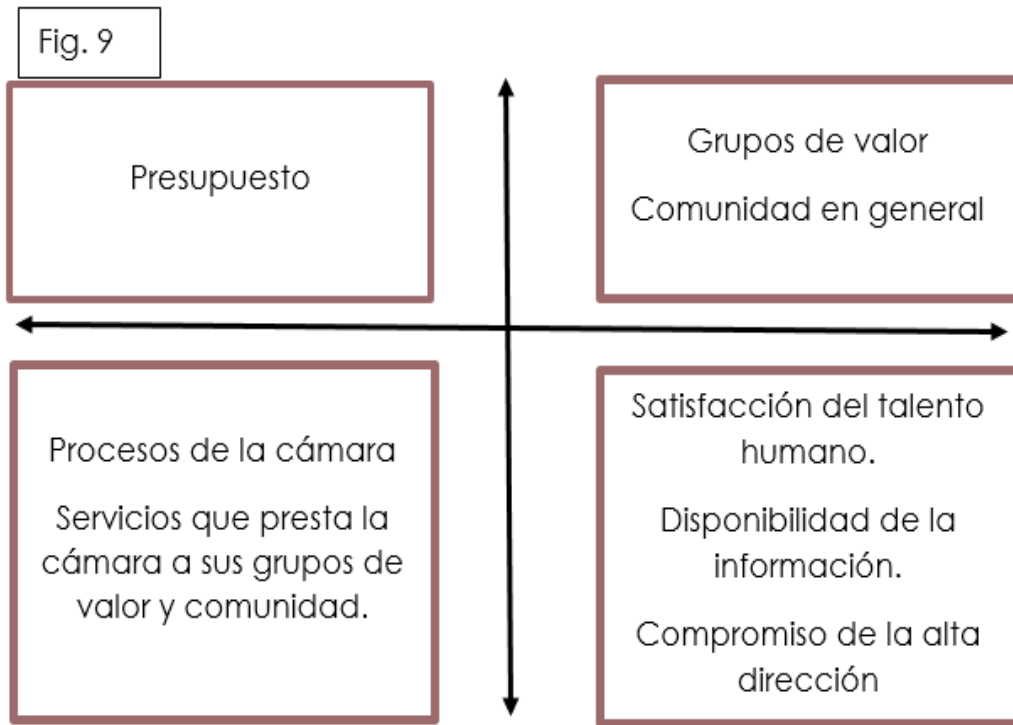 Fig. 9
Presupuesto
Grupos de valor
Comunidad en general
Procesos de la cámara
Servicios que presta la
cámara a sus grupos de
valor y comunidad.
Satisfacción del talento
humano.
Disponibilidad de la
información.
Compromiso de la alta
dirección